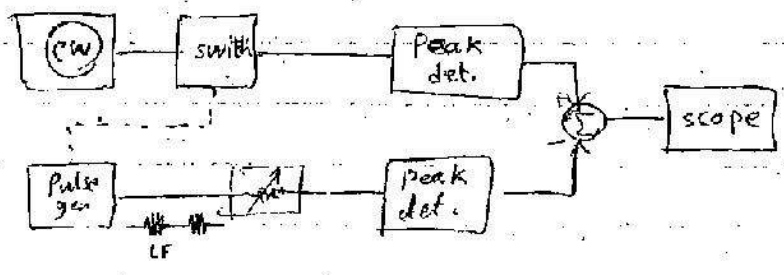 CW
swith
Peak
det.
+
Σ
-
scope
Pulse
gen
peak
det.
LF